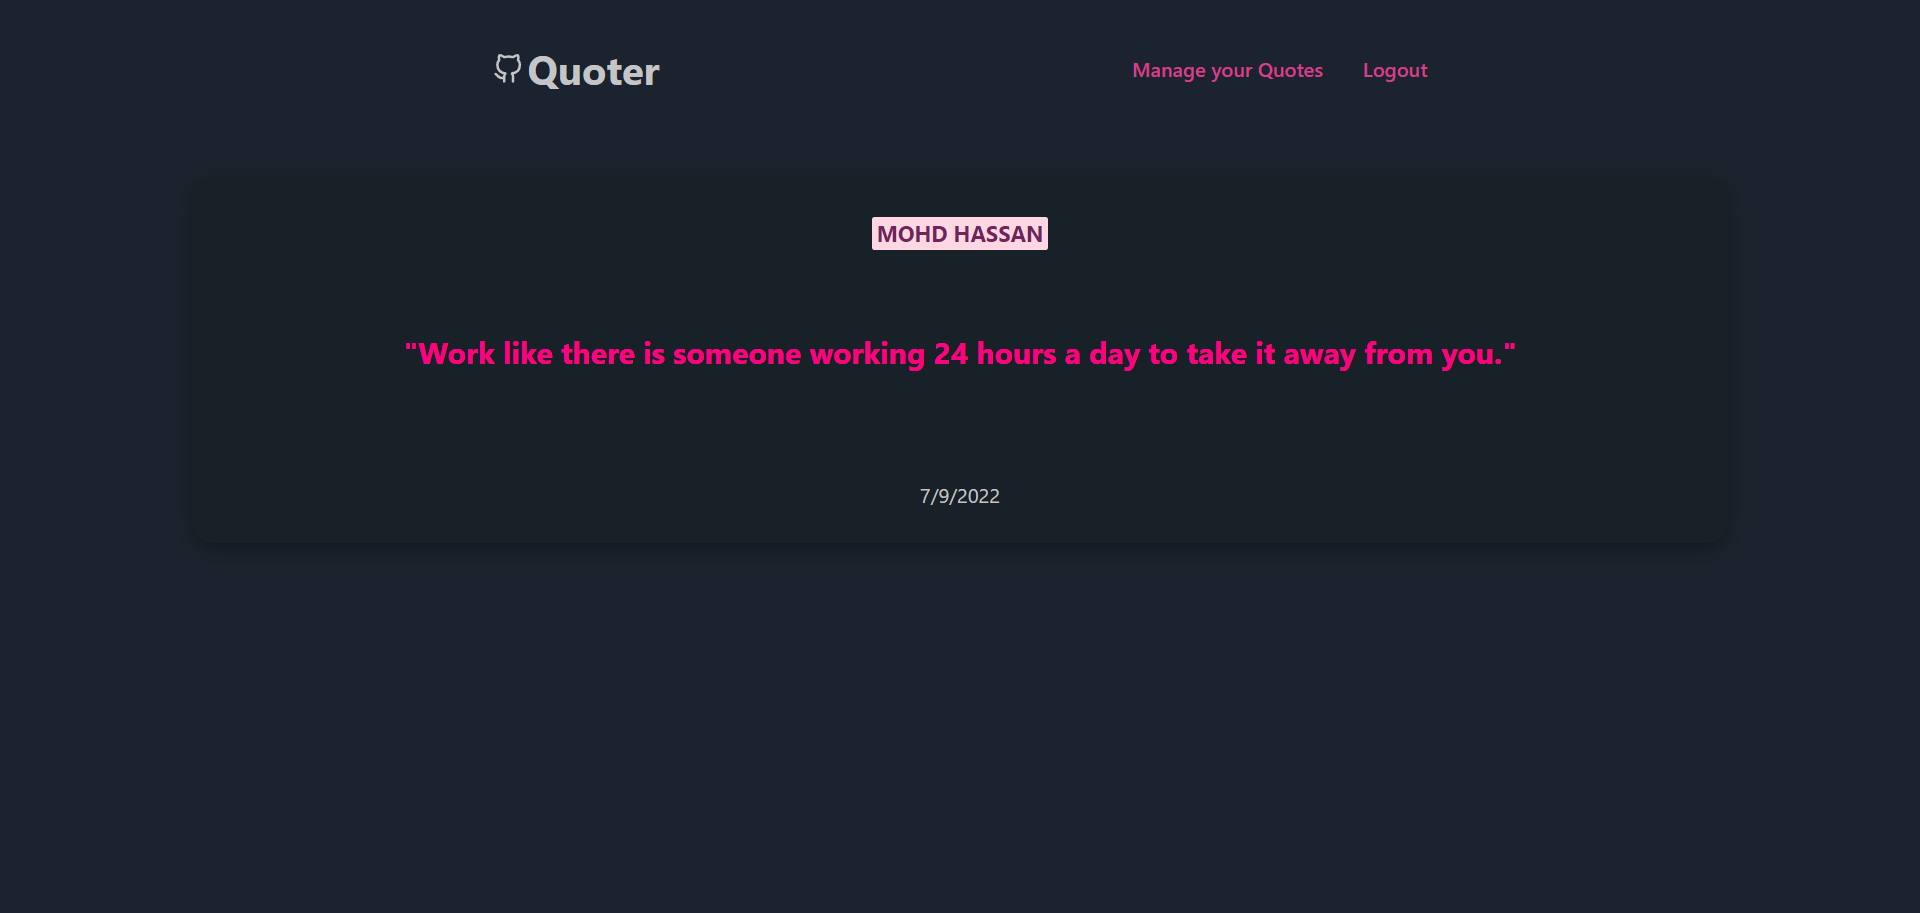 Quoter
Manage your Quotes
Logout
MOHD HASSAN
"Work like there is someone working 24 hours a day to take it away from you."
7/9/2022